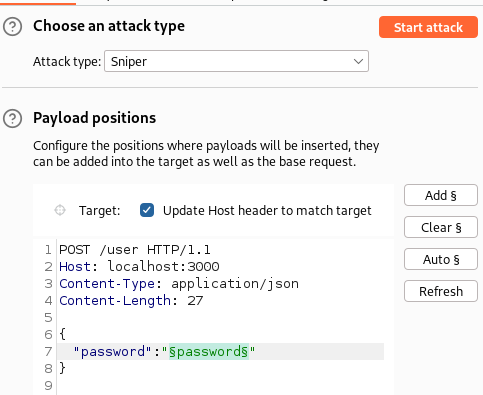 Choose an attack type
Start attack
Attack type: Sniper
Payload positions
Configure the positions where payloads will be inserted, they
can be added into the target as well as the base request.
Target: Update Host header to match target
Add §
Clear §
Auto §
Refresh
1 POST /user HTTP/1.1
2 Host: localhost:3000
3 Content-Type: application/json
4 Content-Length: 27
5
6 {
7 "password":"§password§"
8 }
9